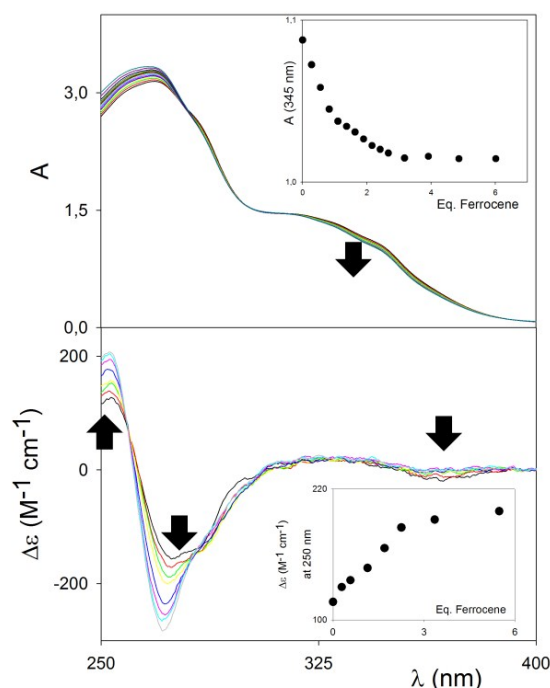 3,0
1,5
0,0
A
1,1
1,0
A (345 nm)
0 2 4 6
Eq. Ferrocene
200
0
-200
Δε (M⁻¹ cm⁻¹)
220
100
Δε (M⁻¹ cm⁻¹)
at 250 nm
Eq. Ferrocene
0 3 6
250 325 400
λ (nm)